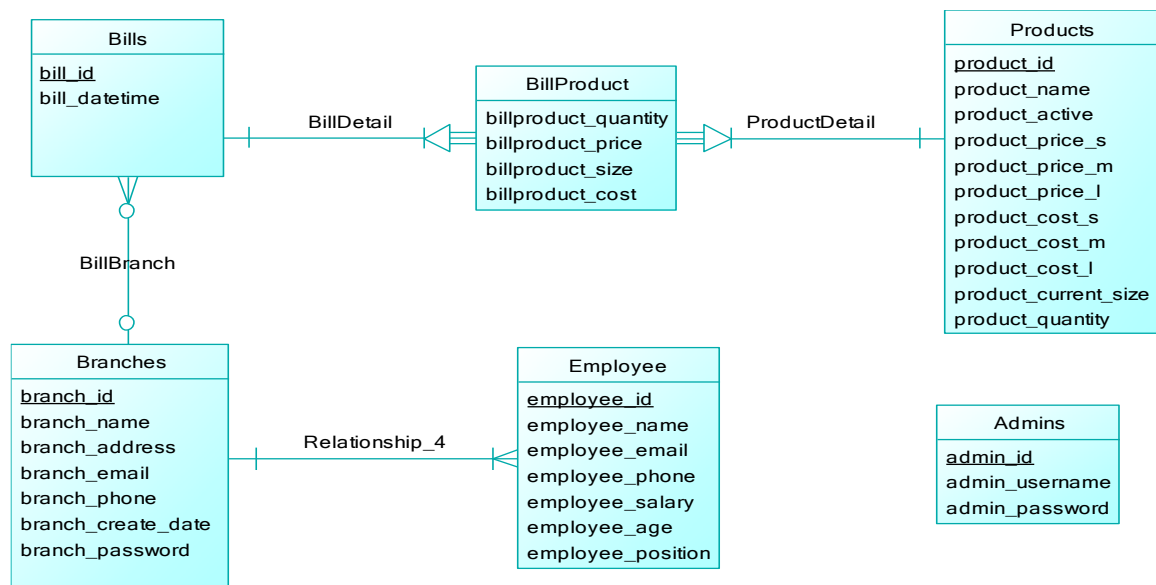 Bills
bill_id
bill_datetime
BillDetail
BillProduct
billproduct_quantity
billproduct_price
billproduct_size
billproduct_cost
ProductDetail
Products
product_id
product_name
product_active
product_price_s
product_price_m
product_price_l
product_cost_s
product_cost_m
product_cost_l
product_current_size
product_quantity
BillBranch
Branches
branch_id
branch_name
branch_address
branch_email
branch_phone
branch_create_date
branch_password
Relationship_4
Employee
employee_id
employee_name
employee_email
employee_phone
employee_salary
employee_age
employee_position
Admins
admin_id
admin_username
admin_password